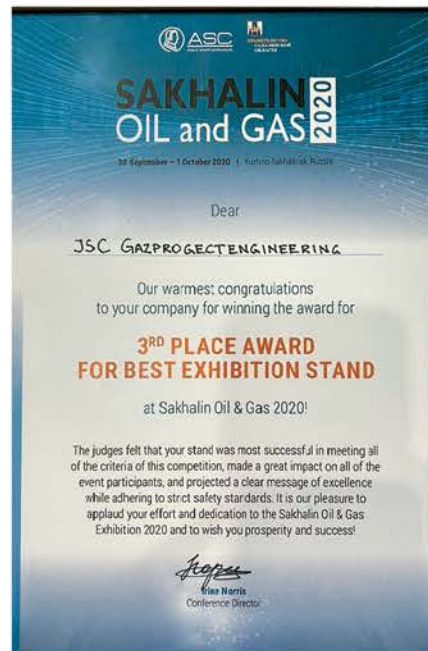 ASC
ПРАВИТЕЛЬСТВО
САХАЛИНСКОЙ
ОБЛАСТИ
SAKHALIN
OIL and GAS
2020
30 September – 1 October 2020 | Yuzhno-Sakhalinsk, Russia
Dear
JSC GAZPROGECTENGINEERING
Our warmest congratulations
to your company for winning the award for
3RD PLACE AWARD
FOR BEST EXHIBITION STAND
at Sakhalin Oil & Gas 2020!
The judges felt that your stand was most successful in meeting all
of the criteria of this competition, made a great impact on all of the
event participants, and projected a clear message of excellence
while adhering to strict safety standards. It is our pleasure to
applaud your effort and dedication to the Sakhalin Oil & Gas
Exhibition 2020 and to wish you prosperity and success!
Irina Norris
Conference Director